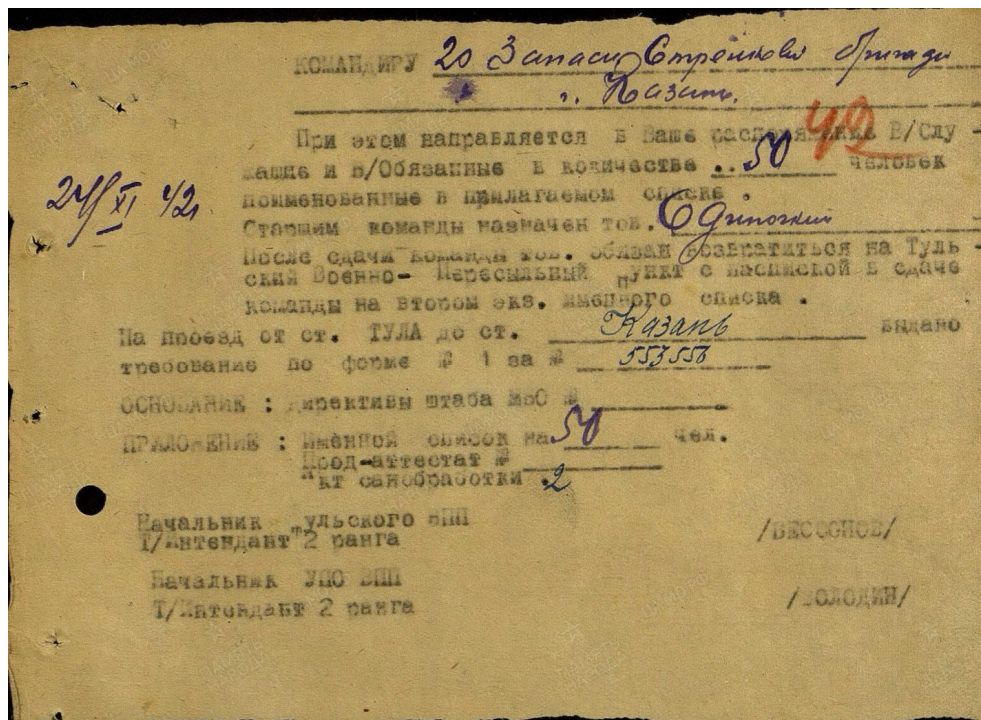 КОМАНДИРУ 20 Запасн Стрелков бригады
г. Казань.
42
При этом направляется в Ваше распоряжение В/Слу -
жащие и В/Обязанные в количестве .. 50 человек
24/XI 42
поименованные в прилагаемом списке .
Старшим команды назначен тов.
После сдачи команды тов. обязан возвратиться на Туль -
ский Военно- Пересыльный пункт с распиской в сдаче
команды на втором экз. именного списка .
На проезд от ст. ТУЛА до ст. Казань выдано
требование по форме № 1 за №
ОСНОВАНИЕ : Директивы штаба МВО №
ПРИЛОЖЕНИЕ : Именной список на 50 чел.
Прод-аттестат №
Акт санобработки . 2
Начальник Тульского ВПП
Т/Интендант 2 ранга /БЕССОНОВ/
Начальник УПО ВПП
Т/Интендант 2 ранга /ВОЛОДИН/